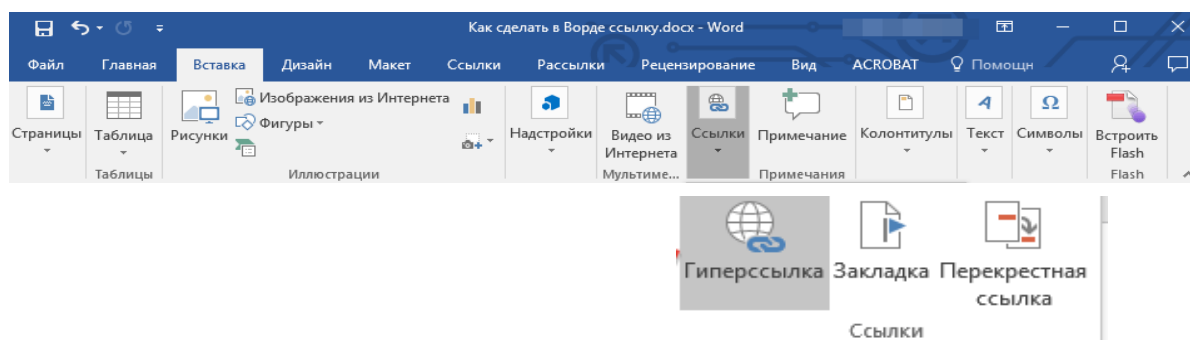 Как сделать в Ворде ссылку.docx - Word
Файл Главная Вставка Дизайн Макет Ссылки Рассылки Рецензирование Вид ACROBAT Помощн
Страницы Таблица Рисунки Изображения из Интернета Фигуры Надстройки Видео из Интернета Ссылки Примечание Колонтитулы Текст Символы Встроить Flash
Таблицы Иллюстрации Мультиме... Примечания Flash
Гиперссылка Закладка Перекрестная
ссылка
Ссылки